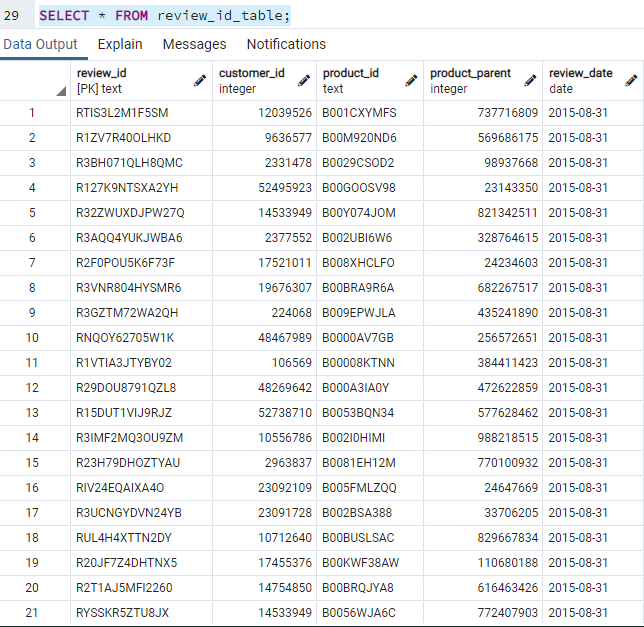 29 SELECT * FROM review_id_table;
Data Output Explain Messages Notifications
review_id customer_id product_id product_parent review_date
[PK] text integer text integer date
1 RTIS3L2M1F5SM 12039526 B001CXYMFS 737716809 2015-08-31
2 R1ZV7R40OLHKD 9636577 B00M920ND6 569686175 2015-08-31
3 R3BH071QLH8QMC 2331478 B0029CSOD2 98937668 2015-08-31
4 R127K9NTSXA2YH 52495923 B00GOOSV98 23143350 2015-08-31
5 R32ZWUXDJPW27Q 14533949 B00Y074JOM 821342511 2015-08-31
6 R3AQQ4YUKJWBA6 2377552 B002UBI6W6 328764615 2015-08-31
7 R2F0POU5K6F73F 17521011 B008XHCLFO 24234603 2015-08-31
8 R3VNR804HYSMR6 19676307 B00BRA9R6A 682267517 2015-08-31
9 R3GZTM72WA2QH 224068 B009EPWJLA 435241890 2015-08-31
10 RNQOY62705W1K 48467989 B0000AV7GB 256572651 2015-08-31
11 R1VTIA3JTYBY02 106569 B00008KTNN 384411423 2015-08-31
12 R29DOU8791QZL8 48269642 B000A3IA0Y 472622859 2015-08-31
13 R15DUT1VIJ9RJZ 52738710 B0053BQN34 577628462 2015-08-31
14 R3IMF2MQ3OU9ZM 10556786 B002I0HIMI 988218515 2015-08-31
15 R23H79DHOZTYAU 2963837 B0081EH12M 770100932 2015-08-31
16 RIV24EQAIXA4O 23092109 B005FMLZQQ 24647669 2015-08-31
17 R3UCNGYDVN24YB 23091728 B002BSA388 33706205 2015-08-31
18 RUL4H4XTTN2DY 10712640 B00BUSLSAC 829667834 2015-08-31
19 R20JF7Z4DHTNX5 17455376 B00KWF38AW 110680188 2015-08-31
20 R2T1AJ5MFI2260 14754850 B00BRQJYA8 616463426 2015-08-31
21 RYSSKR5ZTU8JX 14533949 B0056WJA6C 772407903 2015-08-31